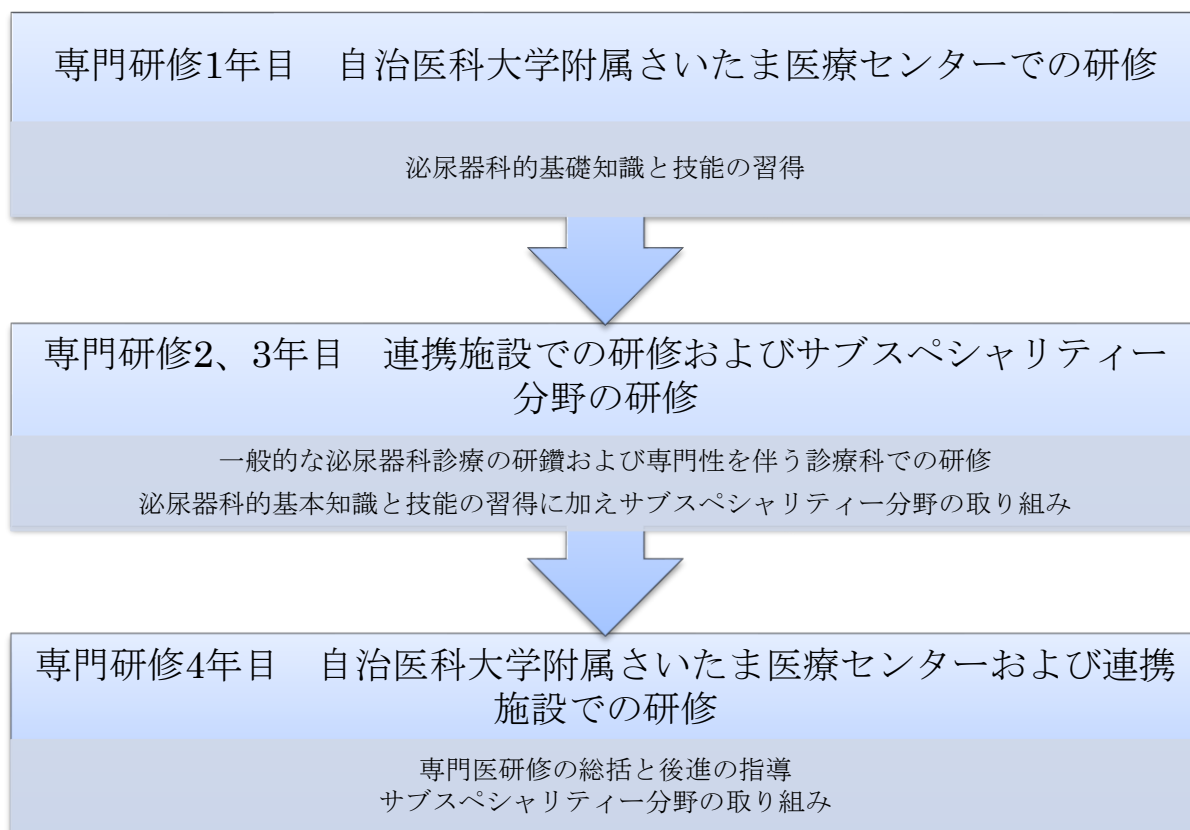 専門研修1年目　自治医科大学附属さいたま医療センターでの研修
泌尿器科的基礎知識と技能の習得
専門研修2、3年目　連携施設での研修およびサブスペシャリティー
分野の研修
一般的な泌尿器科診療の研鑽および専門性を伴う診療科での研修
泌尿器科的基本知識と技能の習得に加えサブスペシャリティー分野の取り組み
専門研修4年目　自治医科大学附属さいたま医療センターおよび連携
施設での研修
専門医研修の総括と後進の指導
サブスペシャリティー分野の取り組み